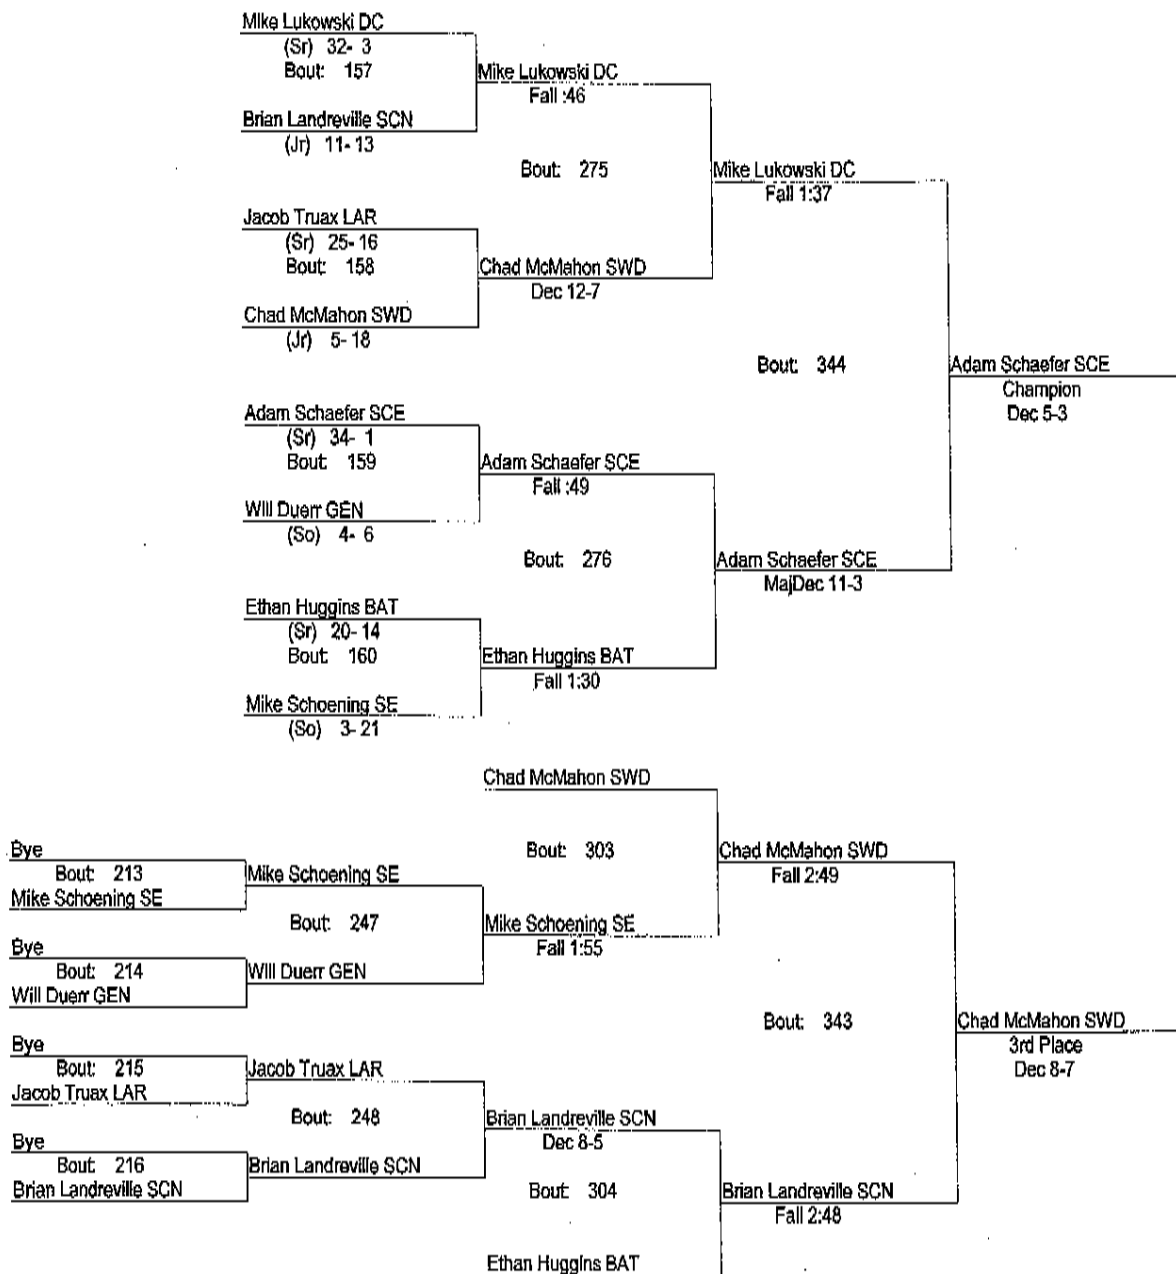 Mike Lukowski DC
(Sr) 32- 3
Bout: 157
Mike Lukowski DC
Fall :46
Brian Landreville SCN
(Jr) 11- 13
Bout: 275
Mike Lukowski DC
Fall 1:37
Jacob Truax LAR
(Sr) 25- 16
Bout: 158
Chad McMahon SWD
Dec 12-7
Chad McMahon SWD
(Jr) 5- 18
Bout: 344
Adam Schaefer SCE
Champion
Dec 5-3
Adam Schaefer SCE
(Sr) 34- 1
Bout: 159
Adam Schaefer SCE
Fall :49
Will Duerr GEN
(So) 4- 6
Bout: 276
Adam Schaefer SCE
MajDec 11-3
Ethan Huggins BAT
(Sr) 20- 14
Bout: 160
Ethan Huggins BAT
Fall 1:30
Mike Schoening SE
(So) 3- 21
Chad McMahon SWD
Bout: 303
Chad McMahon SWD
Fall 2:49
Bye
Bout: 213
Mike Schoening SE
Mike Schoening SE
Bout: 247
Mike Schoening SE
Fall 1:55
Bye
Bout: 214
Will Duerr GEN
Will Duerr GEN
Bout: 343
Chad McMahon SWD
3rd Place
Dec 8-7
Bye
Bout: 215
Jacob Truax LAR
Jacob Truax LAR
Bout: 248
Brian Landreville SCN
Dec 8-5
Bye
Bout: 216
Brian Landreville SCN
Brian Landreville SCN
Bout: 304
Brian Landreville SCN
Fall 2:48
Ethan Huggins BAT